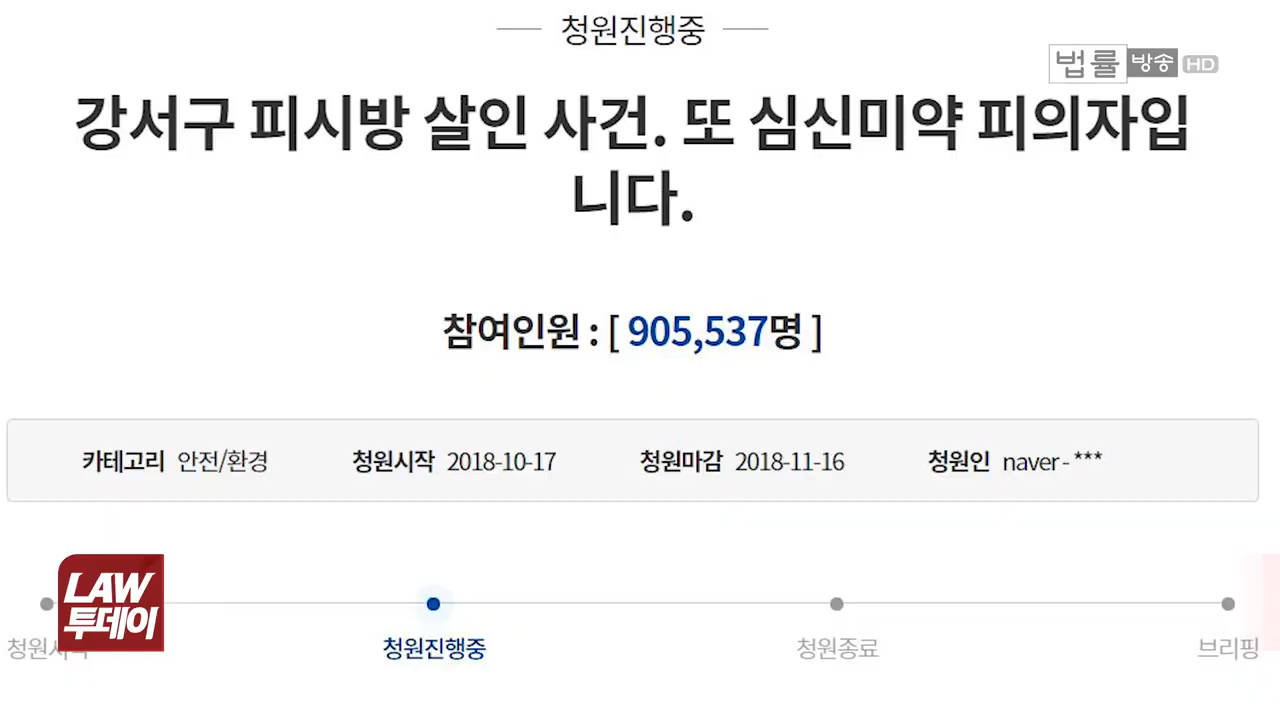 청원진행중
법률방송 HD
강서구 피시방 살인 사건. 또 심신미약 피의자입
니다.
참여인원 : [ 905,537명 ]
카테고리 안전/환경 청원시작 2018-10-17 청원마감 2018-11-16 청원인 naver - ***
LAW
투데이
청원진행중 청원종료 브리핑